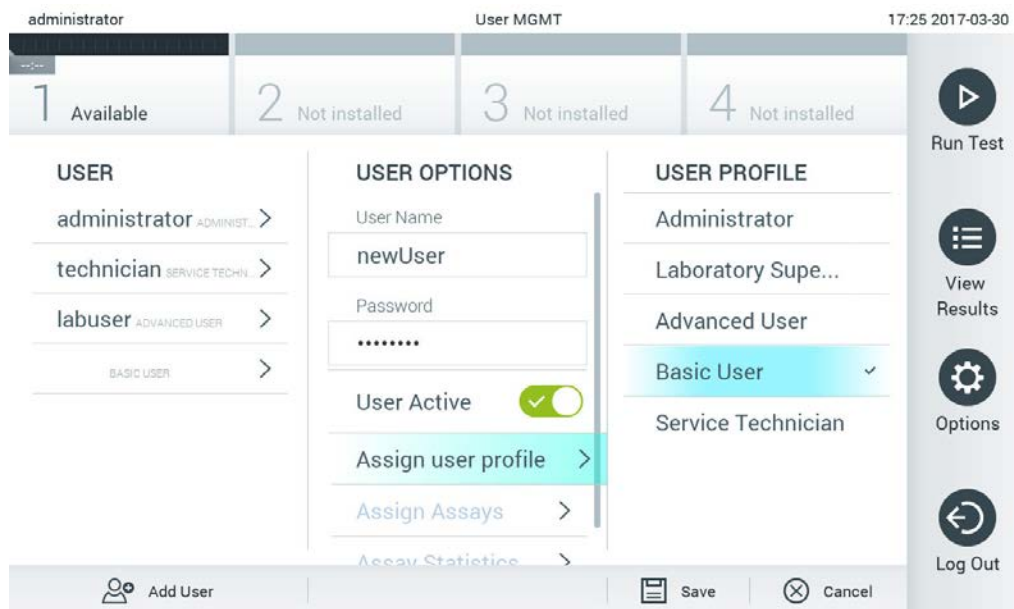 administrator
User MGMT
17:25 2017-03-30
--:--
1 Available
2 Not installed
3 Not installed
4 Not installed
Run Test
View
Results
Options
Log Out
USER
administrator ADMINIST...
technician SERVICE TECHN...
labuser ADVANCED USER
BASIC USER
USER OPTIONS
User Name
newUser
Password
••••••••
User Active
Assign user profile
Assign Assays
Assay Statistics
USER PROFILE
Administrator
Laboratory Supe...
Advanced User
Basic User
Service Technician
Add User
Save
Cancel